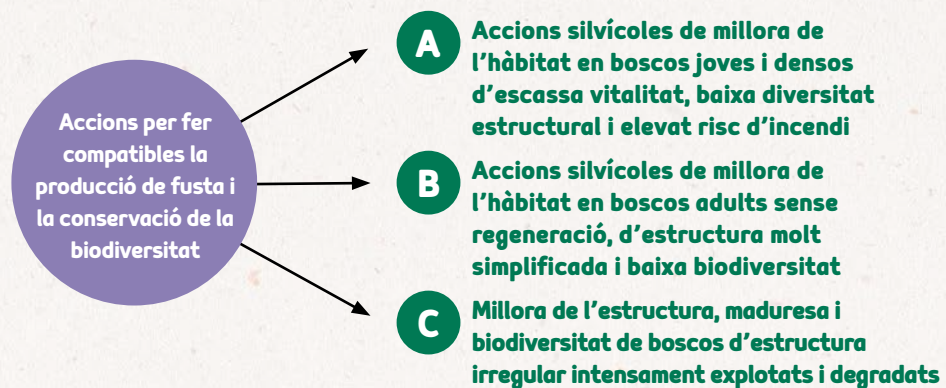 Accions per fer
compatibles la
producció de fusta i
la conservació de la
biodiversitat
A
Accions silvícoles de millora de
l’hàbitat en boscos joves i densos
d’escassa vitalitat, baixa diversitat
estructural i elevat risc d’incendi
B
Accions silvícoles de millora de
l’hàbitat en boscos adults sense
regeneració, d’estructura molt
simplificada i baixa biodiversitat
C
Millora de l’estructura, maduresa i
biodiversitat de boscos d’estructura
irregular intensament explotats i degradats